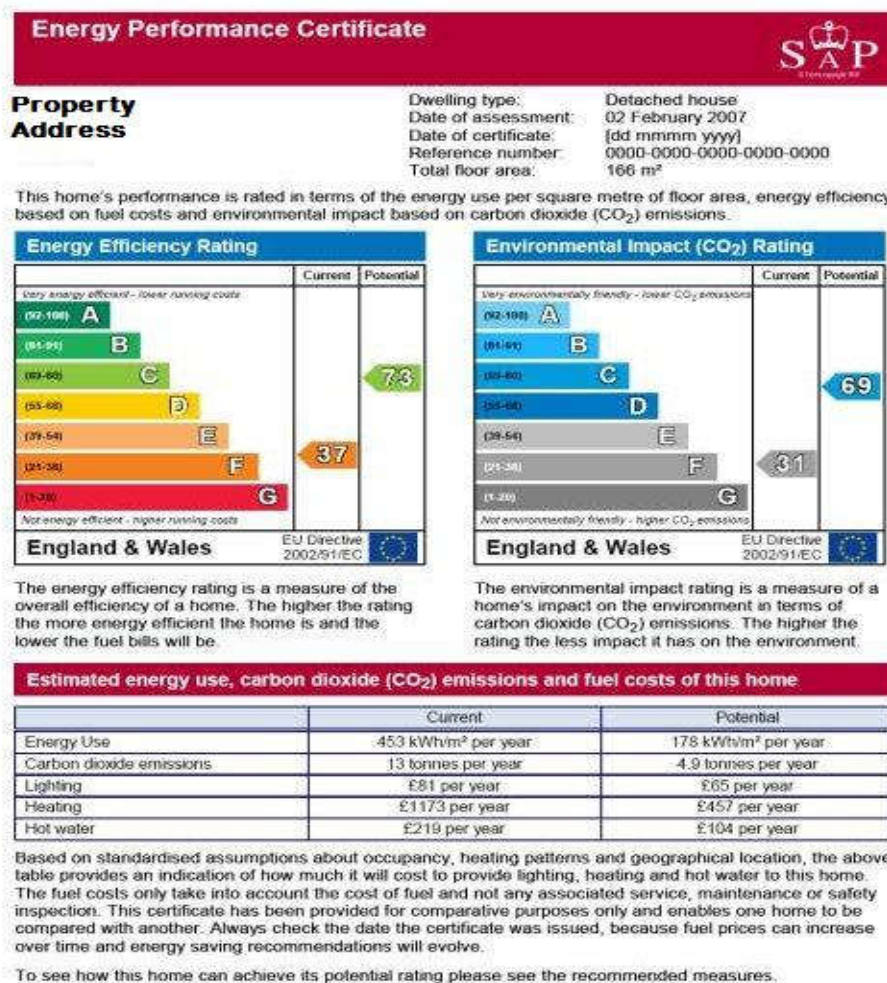 Energy Performance Certificate
SAP
Property
Address
Dwelling type: Detached house
Date of assessment: 02 February 2007
Date of certificate: [dd mmmm yyyy]
Reference number: 0000-0000-0000-0000-0000
Total floor area: 166 m²
This home's performance is rated in terms of the energy use per square metre of floor area, energy efficiency
based on fuel costs and environmental impact based on carbon dioxide (CO₂) emissions.
Energy Efficiency Rating
Current Potential
Very energy efficient - lower running costs
(92-100) A
(81-91) B
(69-80) C
73
(55-68) D
(39-54) E
37
(21-38) F
(1-20) G
Not energy efficient - higher running costs
England & Wales
EU Directive
2002/91/EC
Environmental Impact (CO₂) Rating
Current Potential
Very environmentally friendly - lower CO₂ emissions
(92-100) A
(81-91) B
(69-80) C
69
(55-68) D
(39-54) E
(21-38) F
31
(1-20) G
Not environmentally friendly - higher CO₂ emissions
England & Wales
EU Directive
2002/91/EC
The energy efficiency rating is a measure of the
overall efficiency of a home. The higher the rating
the more energy efficient the home is and the
lower the fuel bills will be.
The environmental impact rating is a measure of a
home's impact on the environment in terms of
carbon dioxide (CO₂) emissions. The higher the
rating the less impact it has on the environment.
Estimated energy use, carbon dioxide (CO₂) emissions and fuel costs of this home
Current Potential
Energy Use 453 kWh/m² per year 178 kWh/m² per year
Carbon dioxide emissions 13 tonnes per year 4.9 tonnes per year
Lighting £81 per year £65 per year
Heating £1173 per year £457 per year
Hot water £219 per year £104 per year
Based on standardised assumptions about occupancy, heating patterns and geographical location, the above
table provides an indication of how much it will cost to provide lighting, heating and hot water to this home.
The fuel costs only take into account the cost of fuel and not any associated service, maintenance or safety
inspection. This certificate has been provided for comparative purposes only and enables one home to be
compared with another. Always check the date the certificate was issued, because fuel prices can increase
over time and energy saving recommendations will evolve.
To see how this home can achieve its potential rating please see the recommended measures.